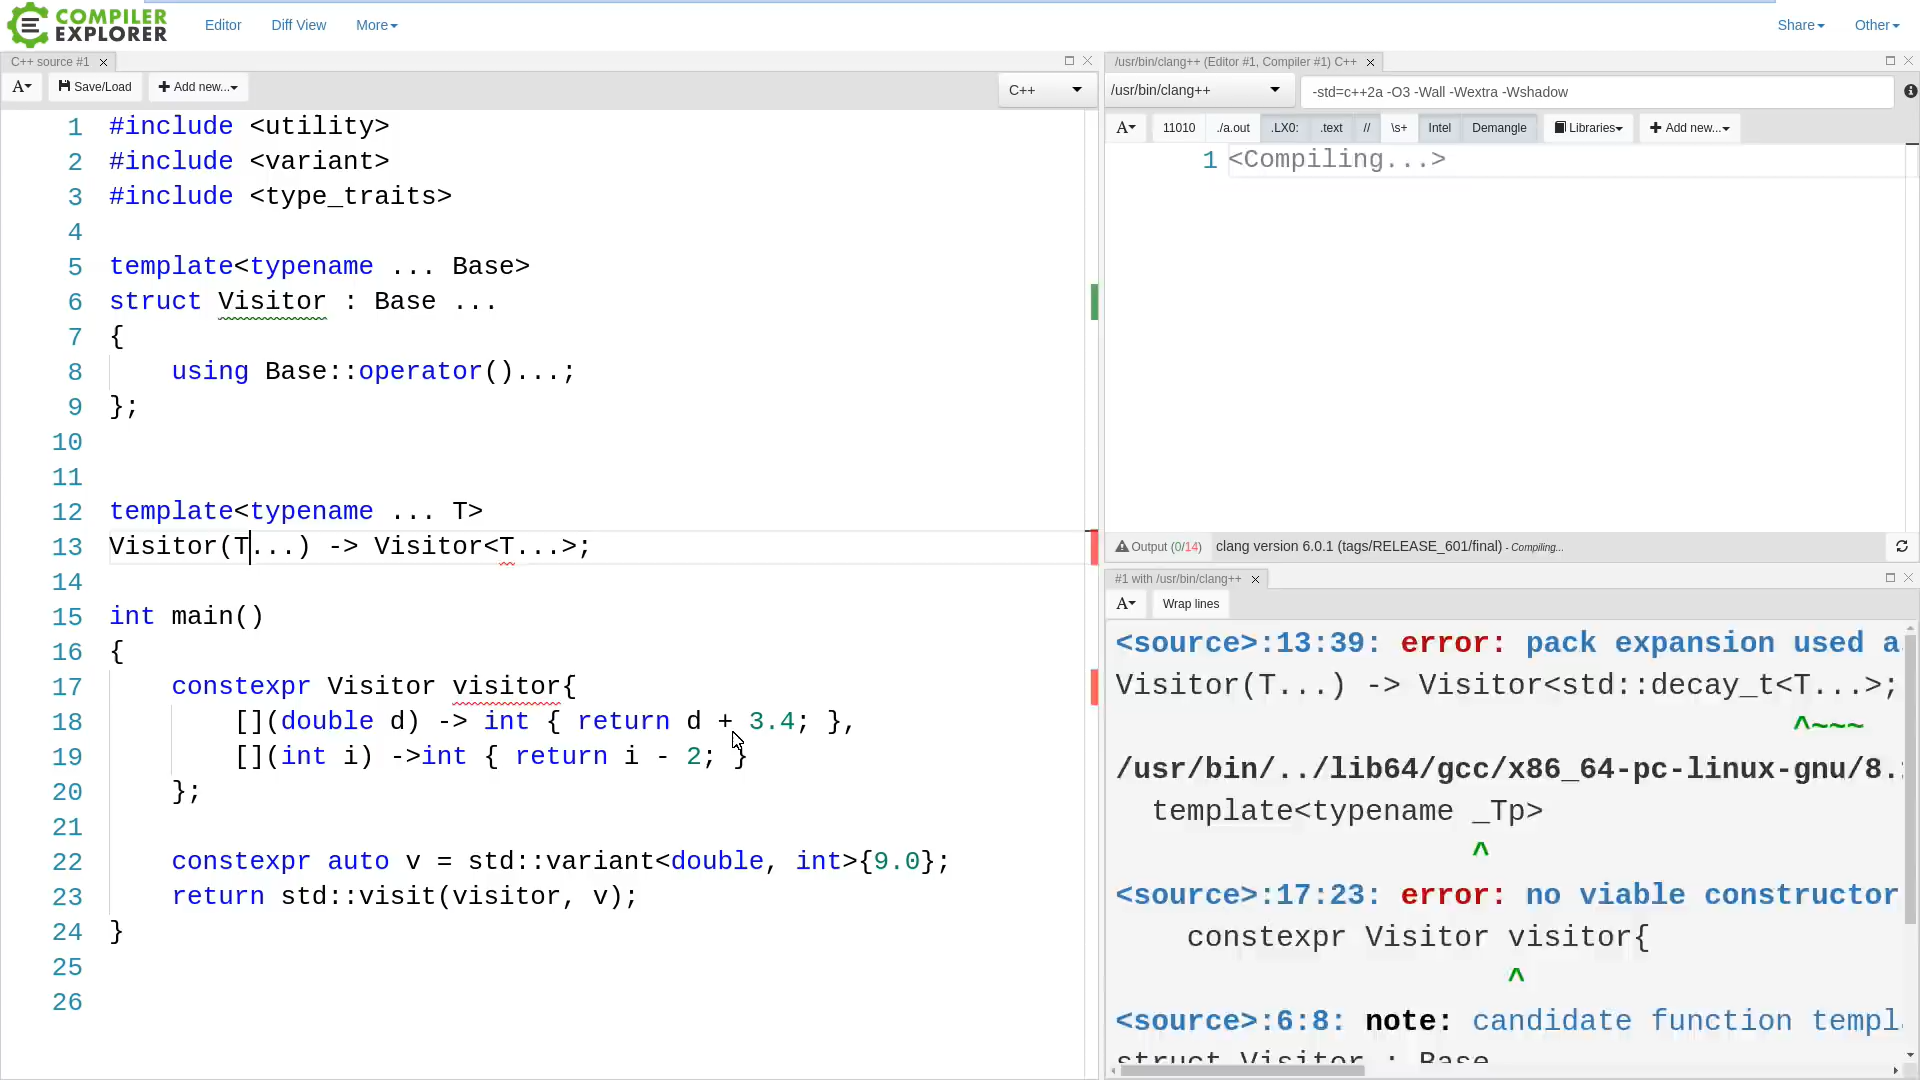 COMPILER
EXPLORER
Editor
Diff View
More
Share
Other
C++ source #1
A
Save/Load
Add new...
C++
1 #include <utility>
2 #include <variant>
3 #include <type_traits>
4
5 template<typename ... Base>
6 struct Visitor : Base ...
7 {
8 using Base::operator()...;
9 };
10
11
12 template<typename ... T>
13 Visitor(T...) -> Visitor<T...>;
14
15 int main()
16 {
17 constexpr Visitor visitor{
18 [](double d) -> int { return d + 3.4; },
19 [](int i) ->int { return i - 2; }
20 };
21
22 constexpr auto v = std::variant<double, int>{9.0};
23 return std::visit(visitor, v);
24 }
25
26
/usr/bin/clang++ (Editor #1, Compiler #1) C++
/usr/bin/clang++
-std=c++2a -O3 -Wall -Wextra -Wshadow
A
11010
./a.out
.LX0:
.text
//
\s+
Intel
Demangle
Libraries
Add new...
1 <Compiling...>
Output (0/14)
clang version 6.0.1 (tags/RELEASE_601/final) - Compiling...
#1 with /usr/bin/clang++
A
Wrap lines
<source>:13:39: error: pack expansion used a
Visitor(T...) -> Visitor<std::decay_t<T...>;
^~~~
/usr/bin/../lib64/gcc/x86_64-pc-linux-gnu/8.
template<typename _Tp>
^
<source>:17:23: error: no viable constructor
constexpr Visitor visitor{
^
<source>:6:8: note: candidate function templ
struct Visitor : Base